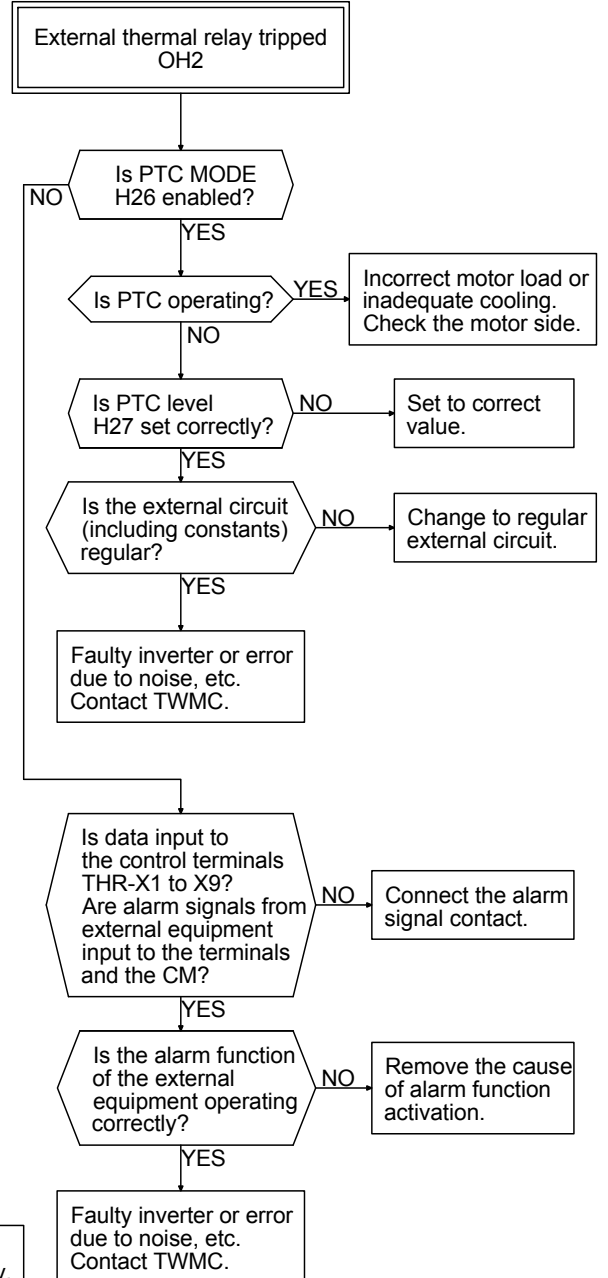 External thermal relay tripped
OH2
Is PTC MODE
H26 enabled?
NO
YES
Is PTC operating?
YES
Incorrect motor load or
inadequate cooling.
Check the motor side.
NO
Is PTC level
H27 set correctly?
NO
Set to correct
value.
YES
Is the external circuit
(including constants)
regular?
NO
Change to regular
external circuit.
YES
Faulty inverter or error
due to noise, etc.
Contact TWMC.
Is data input to
the control terminals
THR-X1 to X9?
Are alarm signals from
external equipment
input to the terminals
and the CM?
NO
Connect the alarm
signal contact.
YES
Is the alarm function
of the external
equipment operating
correctly?
NO
Remove the cause
of alarm function
activation.
YES
Faulty inverter or error
due to noise, etc.
Contact TWMC.